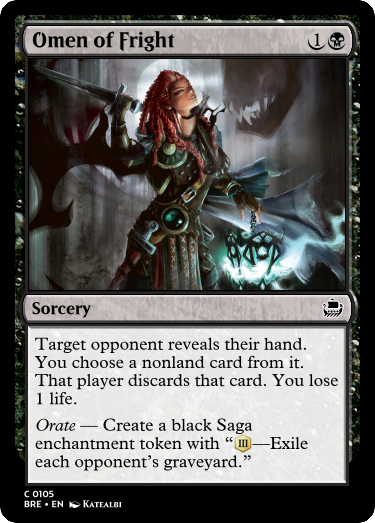 Omen of Fright 1
Sorcery
Target opponent reveals their hand.
You choose a nonland card from it.
That player discards that card. You lose
1 life.
Orate — Create a black Saga
enchantment token with “III—Exile
each opponent’s graveyard.”
C 0105
BRE • EN Katealbi